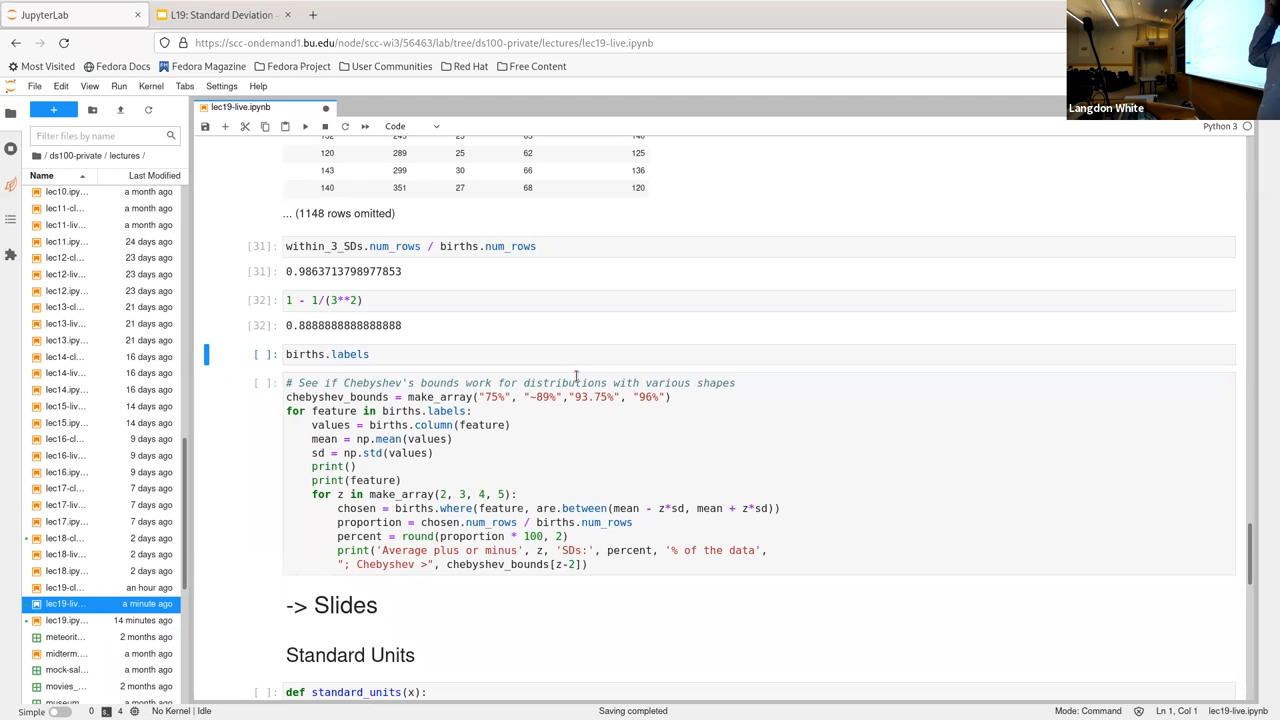 JupyterLab
L19: Standard Deviation -
https://scc-ondemand1.bu.edu/node/scc-wi3/56463/lab/tree/ds100-private/lectures/lec19-live.ipynb
Most Visited
Fedora Docs
Fedora Magazine
Fedora Project
User Communities
Red Hat
Free Content
Langdon White
File Edit View Run Kernel Tabs Settings Help
lec19-live.ipynb
Filter files by name
Code
Python 3
/ ds100-private / lectures /
Name Last Modified
lec10.ipy... a month ago
lec11-cl... a month ago
lec11-liv... a month ago
lec11.ipy... 24 days ago
lec12-cl... 23 days ago
lec12-liv... 23 days ago
lec12.ipy... 23 days ago
lec13-cl... 21 days ago
lec13-liv... 21 days ago
lec13.ipy... 21 days ago
lec14-cl... 16 days ago
lec14-liv... 16 days ago
lec14.ipy... 16 days ago
lec15-liv... 14 days ago
lec15.ipy... 14 days ago
lec16-cl... 9 days ago
lec16-liv... 9 days ago
lec16.ipy... 9 days ago
lec17-cl... 7 days ago
lec17-liv... 7 days ago
lec17.ipy... 7 days ago
lec18-cl... 2 days ago
lec18-liv... 2 days ago
lec18.ipy... 2 days ago
lec19-cl... an hour ago
lec19-liv... a minute ago
lec19.ipy... 14 minutes ago
meteorit... 2 months ago
midterm.... a month ago
mock-sal... a month ago
movies_... 2 months ago
museum... a month ago
120 289 25 62 125
143 299 30 66 136
140 351 27 68 120
... (1148 rows omitted)
[31]: within_3_SDs.num_rows / births.num_rows
[31]: 0.9863713798977853
[32]: 1 - 1/(3**2)
[32]: 0.8888888888888888
[ ]: births.labels
[ ]: # See if Chebyshev's bounds work for distributions with various shapes
chebyshev_bounds = make_array("75%", "~89%","93.75%", "96%")
for feature in births.labels:
values = births.column(feature)
mean = np.mean(values)
sd = np.std(values)
print()
print(feature)
for z in make_array(2, 3, 4, 5):
chosen = births.where(feature, are.between(mean - z*sd, mean + z*sd))
proportion = chosen.num_rows / births.num_rows
percent = round(proportion * 100, 2)
print('Average plus or minus', z, 'SDs:', percent, '% of the data',
"; Chebyshev >", chebyshev_bounds[z-2])
-> Slides
Standard Units
[ ]: def standard_units(x):
Simple 0 4 No Kernel | Idle Saving completed Mode: Command Ln 1, Col 1 lec19-live.ipynb